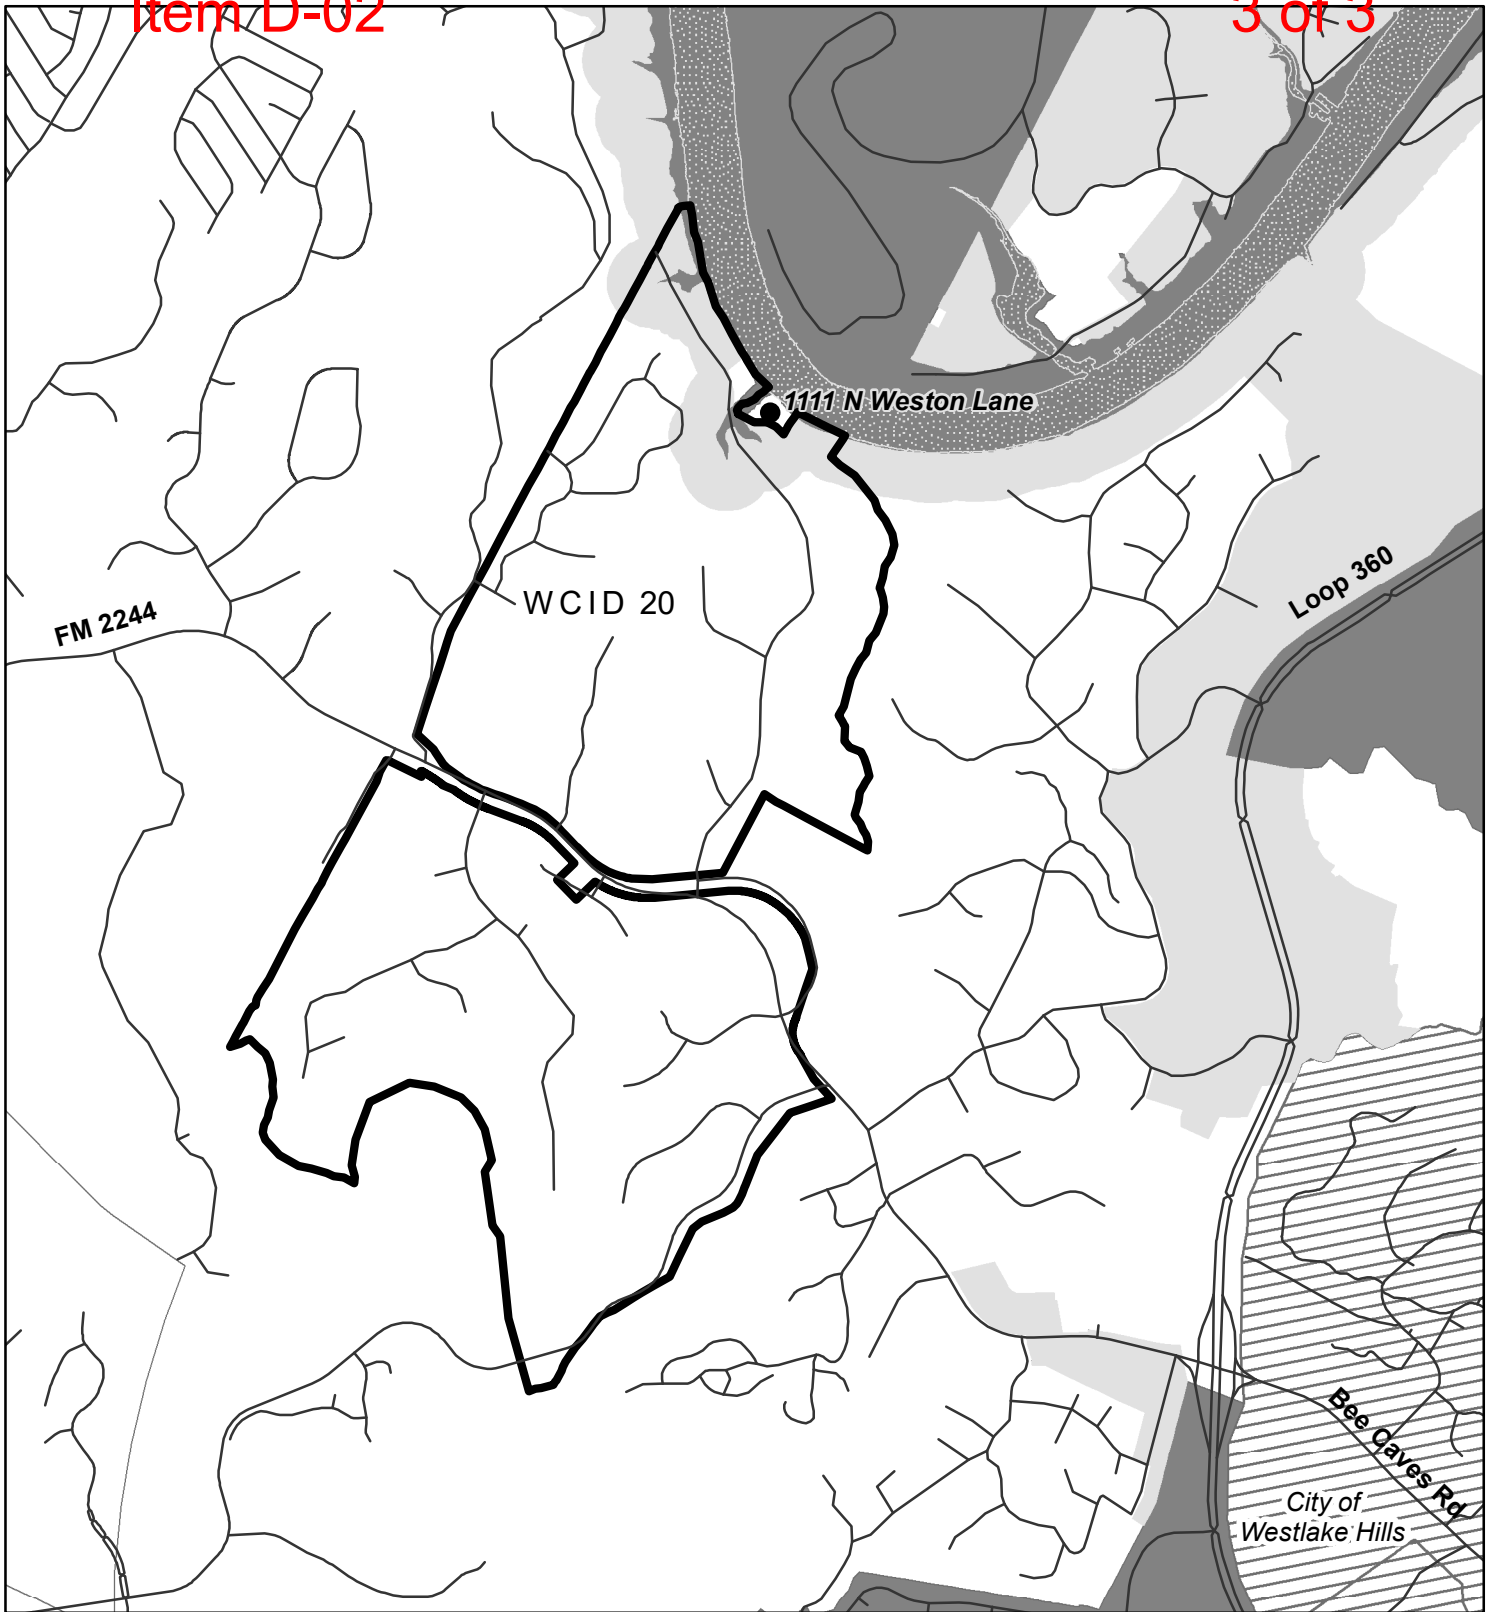 Item D-02
3 of 3
1111 N Weston Lane
Loop 360
WCID 20
FM 2244
Bee Caves Rd
City of
Westlake Hills